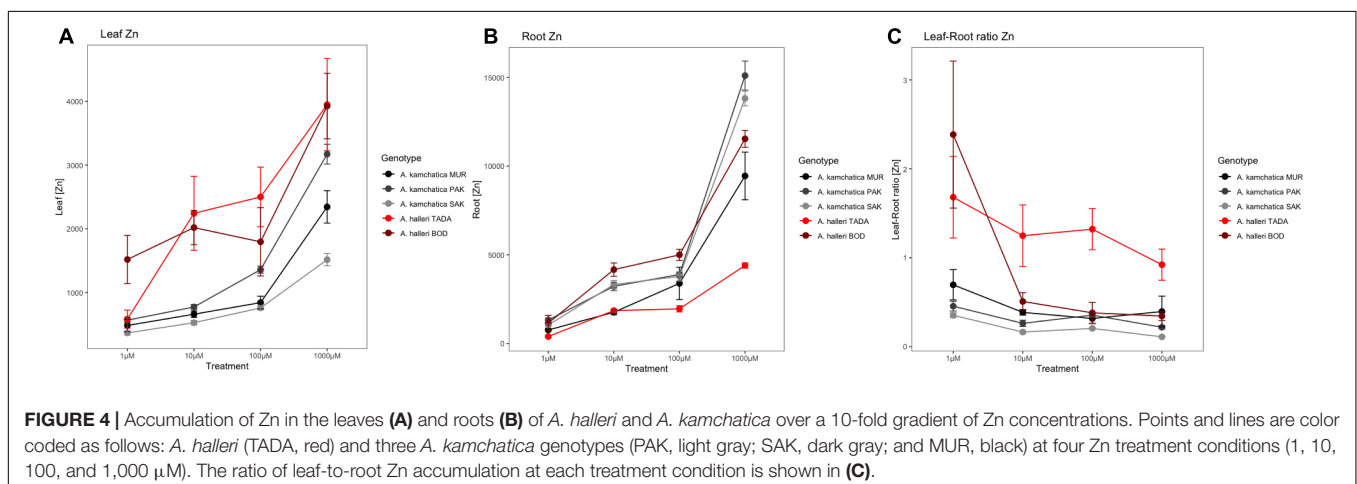 A Leaf Zn
4000
3000
2000
1000
Leaf [Zn]
1µM 10µM 100µM 1000µM
Treatment
Genotype
A. kamchatica MUR
A. kamchatica PAK
A. kamchatica SAK
A. halleri TADA
A. halleri BOD
B Root Zn
15000
10000
5000
0
Root [Zn]
1µM 10µM 100µM 1000µM
Treatment
Genotype
A. kamchatica MUR
A. kamchatica PAK
A. kamchatica SAK
A. halleri TADA
A. halleri BOD
C Leaf-Root ratio Zn
3
2
1
0
Leaf-Root ratio [Zn]
1µM 10µM 100µM 1000µM
Treatment
Genotype
A. kamchatica MUR
A. kamchatica PAK
A. kamchatica SAK
A. halleri TADA
A. halleri BOD
FIGURE 4 | Accumulation of Zn in the leaves (A) and roots (B) of A. halleri and A. kamchatica over a 10-fold gradient of Zn concentrations. Points and lines are color
coded as follows: A. halleri (TADA, red) and three A. kamchatica genotypes (PAK, light gray; SAK, dark gray; and MUR, black) at four Zn treatment conditions (1, 10,
100, and 1,000 µM). The ratio of leaf-to-root Zn accumulation at each treatment condition is shown in (C).